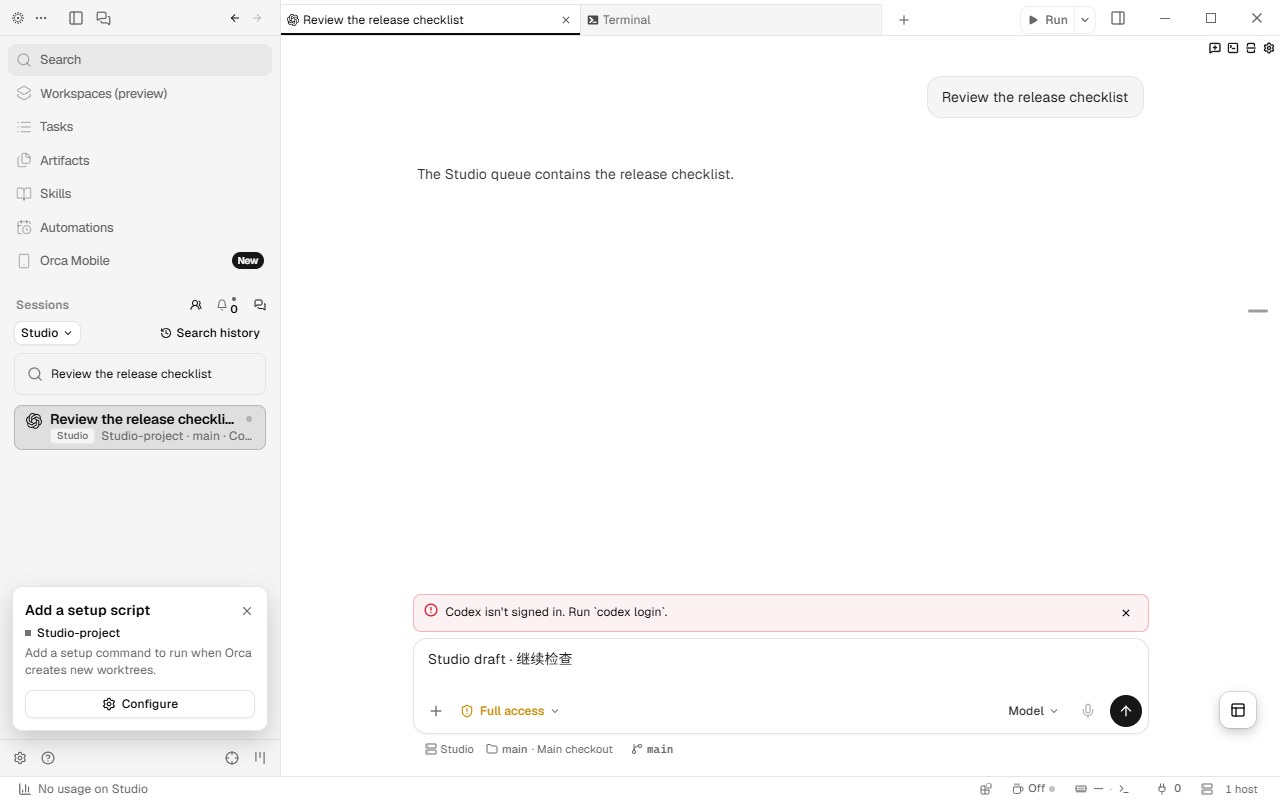 Review the release checklist
Terminal
Run
Search
Workspaces (preview)
Tasks
Artifacts
Skills
Automations
Orca Mobile
New
Sessions
0
Studio
Search history
Review the release checklist
Review the release checkli...
Studio
Studio-project · main · Co...
Add a setup script
Studio-project
Add a setup command to run when Orca
creates new worktrees.
Configure
Review the release checklist
The Studio queue contains the release checklist.
Codex isn't signed in. Run `codex login`.
Studio draft · 继续检查
Full access
Model
Studio
main · Main checkout
main
No usage on Studio
Off
0
1 host